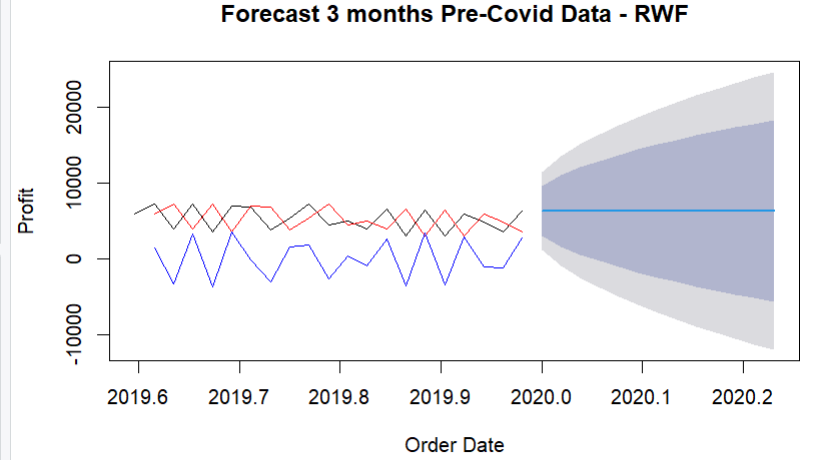 Forecast 3 months Pre-Covid Data - RWF
20000
10000
0
-10000
Profit
2019.6 2019.7 2019.8 2019.9 2020.0 2020.1 2020.2
Order Date